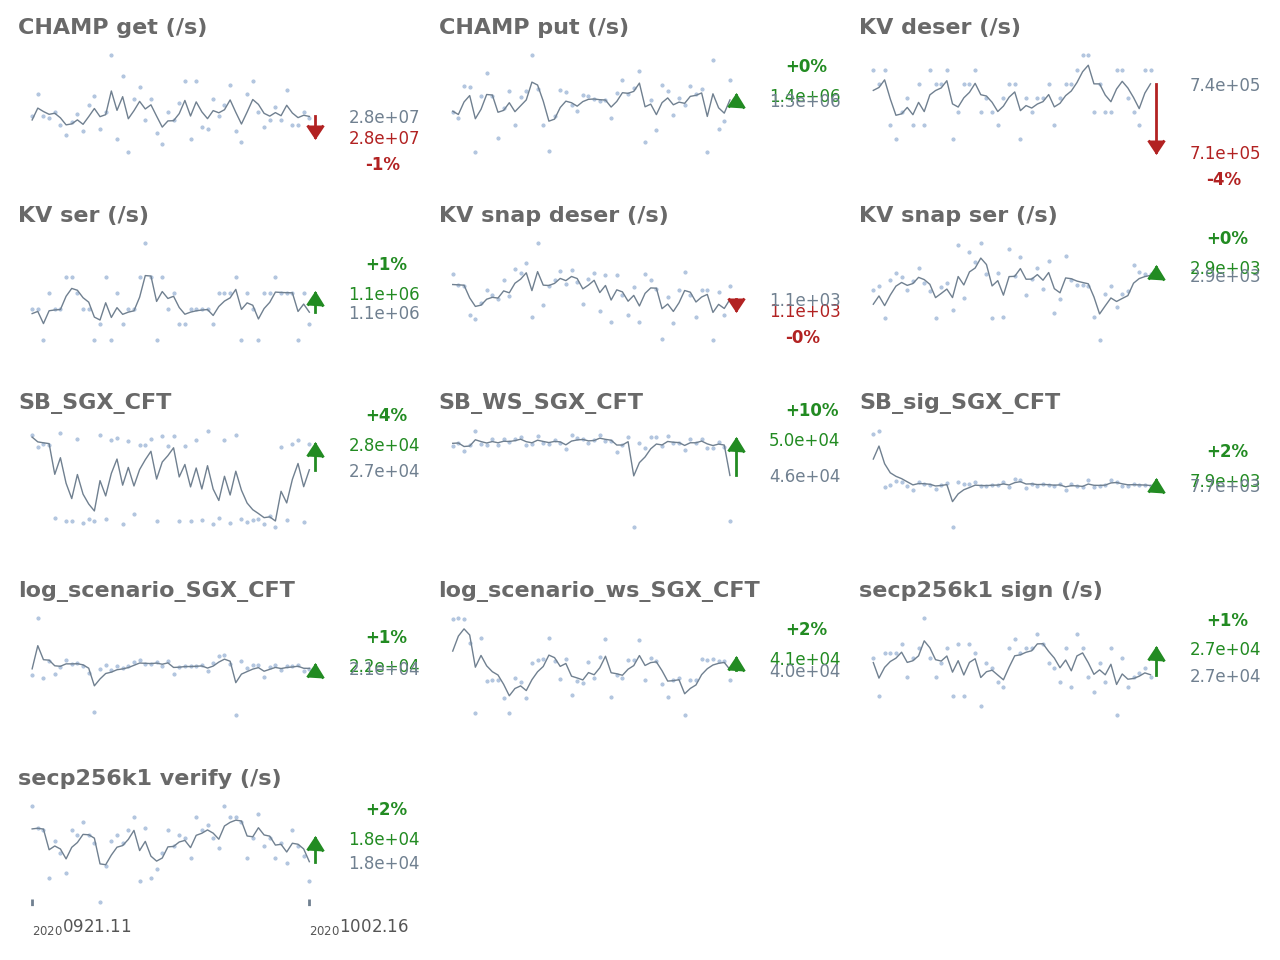 CHAMP get (/s)
2.8e+07
2.8e+07
-1%
CHAMP put (/s)
+0%
1.4e+06
1.3e+06
KV deser (/s)
7.4e+05
7.1e+05
-4%
KV ser (/s)
+1%
1.1e+06
1.1e+06
KV snap deser (/s)
1.1e+03
1.1e+03
-0%
KV snap ser (/s)
+0%
2.9e+03
2.9e+03
SB_SGX_CFT
+4%
2.8e+04
2.7e+04
SB_WS_SGX_CFT
+10%
5.0e+04
4.6e+04
SB_sig_SGX_CFT
+2%
7.9e+03
7.7e+03
log_scenario_SGX_CFT
+1%
2.2e+04
2.1e+04
log_scenario_ws_SGX_CFT
+2%
4.1e+04
4.0e+04
secp256k1 sign (/s)
+1%
2.7e+04
2.7e+04
secp256k1 verify (/s)
+2%
1.8e+04
1.8e+04
20200921.11
20201002.16